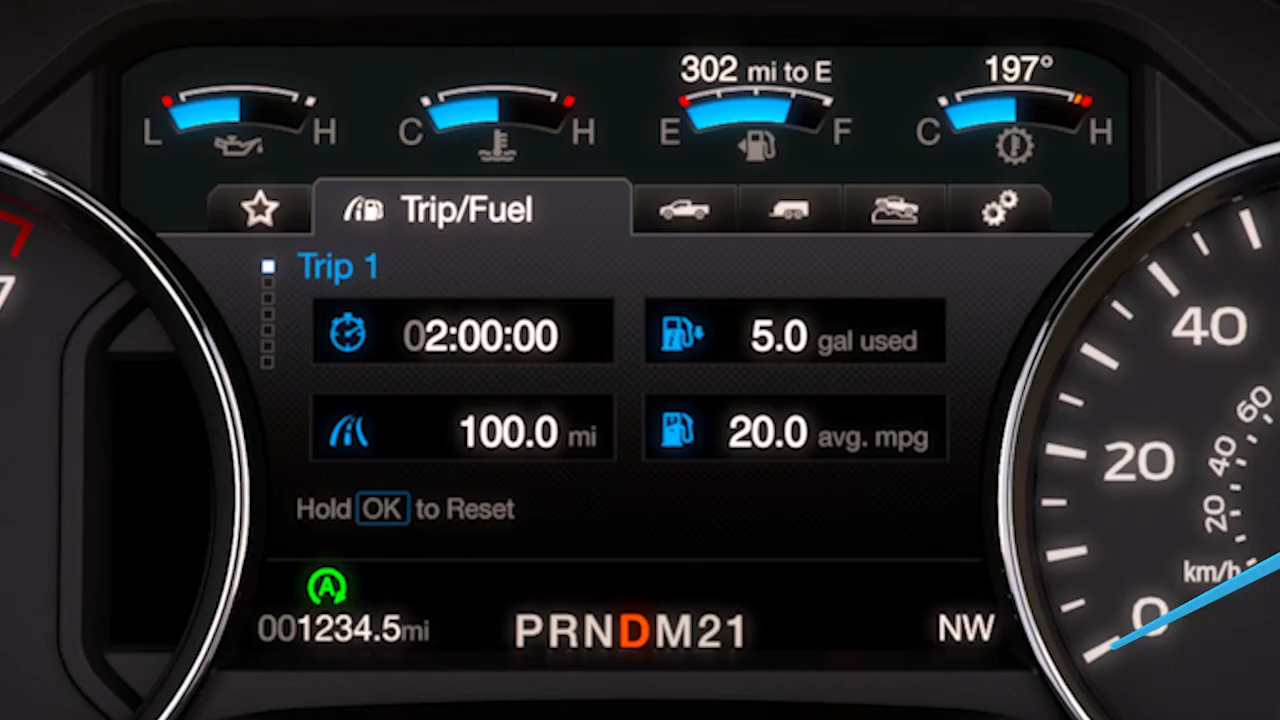 302 mi to E
197°
L H
C H
E F
C H
Trip/Fuel
Trip 1
02:00:00
5.0 gal used
100.0 mi
20.0 avg. mpg
Hold OK to Reset
A
001234.5mi
PRNDM21
NW
7
40
20
0
60
40
20
km/h